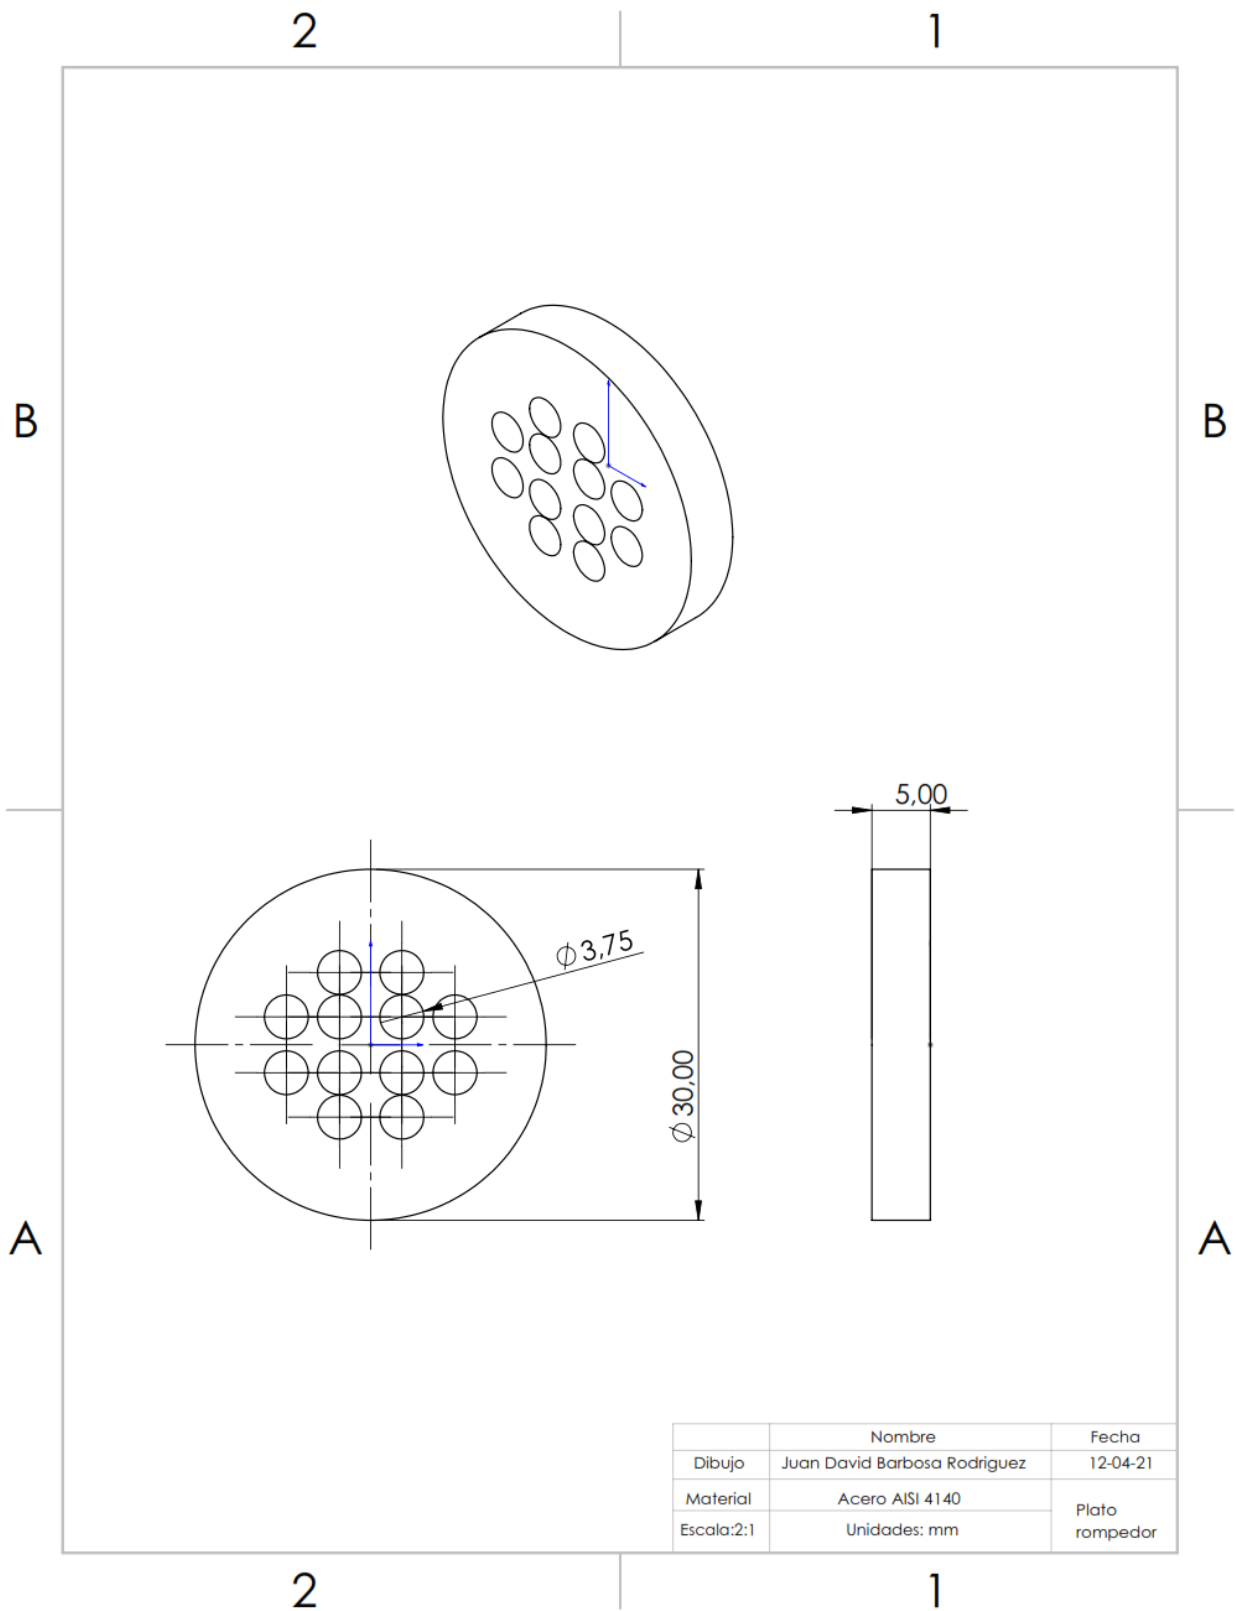 2 1
B B
5,00
⌀3,75
⌀30,00
A A
Nombre Fecha
Dibujo Juan David Barbosa Rodriguez 12-04-21
Material Acero AISI 4140
Plato
rompedor
Escala:2:1 Unidades: mm
2 1